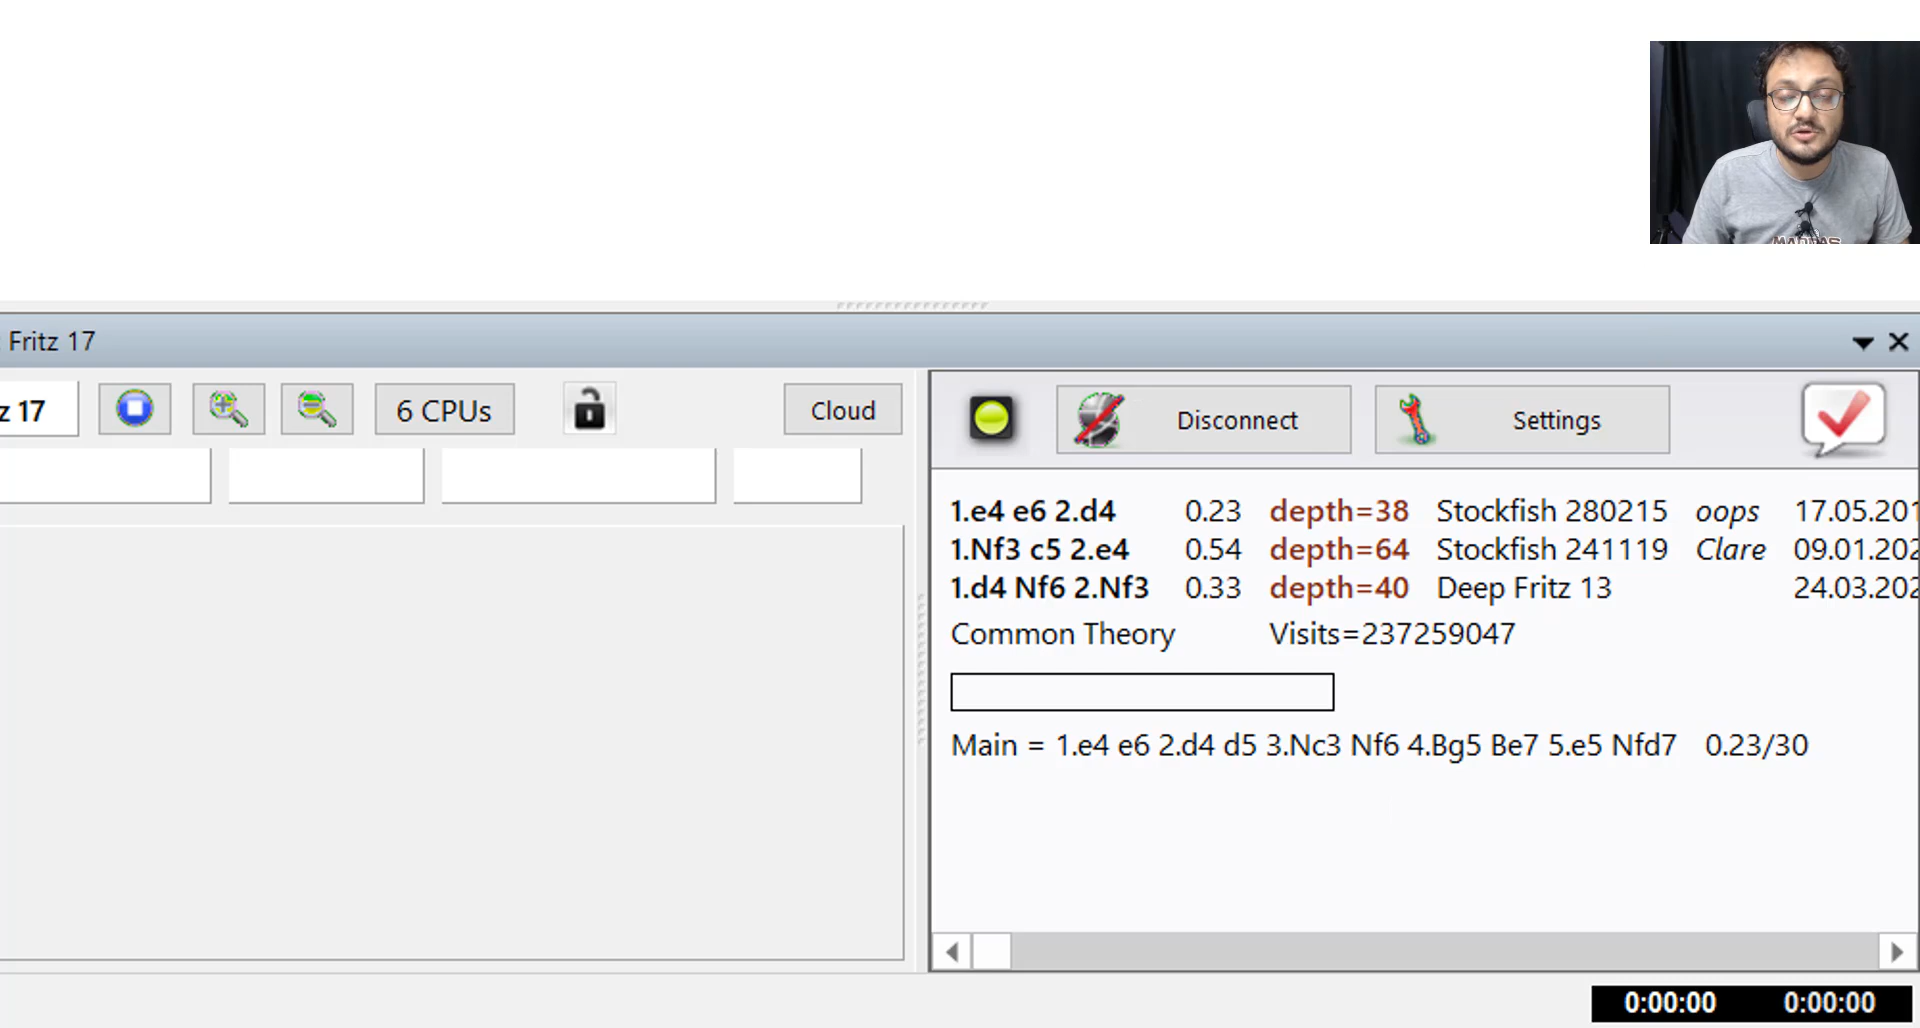 MADRAS
Fritz 17
z 17
6 CPUs
Cloud
Disconnect
Settings
1.e4 e6 2.d4 0.23 depth=38 Stockfish 280215 oops 17.05.201
1.Nf3 c5 2.e4 0.54 depth=64 Stockfish 241119 Clare 09.01.202
1.d4 Nf6 2.Nf3 0.33 depth=40 Deep Fritz 13 24.03.202
Common Theory Visits=237259047
Main = 1.e4 e6 2.d4 d5 3.Nc3 Nf6 4.Bg5 Be7 5.e5 Nfd7 0.23/30
0:00:00 0:00:00